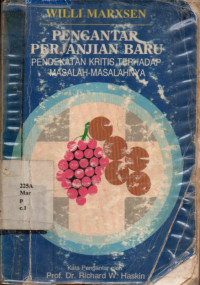 WILLI MARXSEN
PENGANTAR
PERJANJIAN BARU
PENDEKATAN KRITIS TERHADAP
MASALAH-MASALAHNYA
225A
Mar
p
c.1
Kata Pengantar oleh
Prof. Dr. Richard W. Haskin